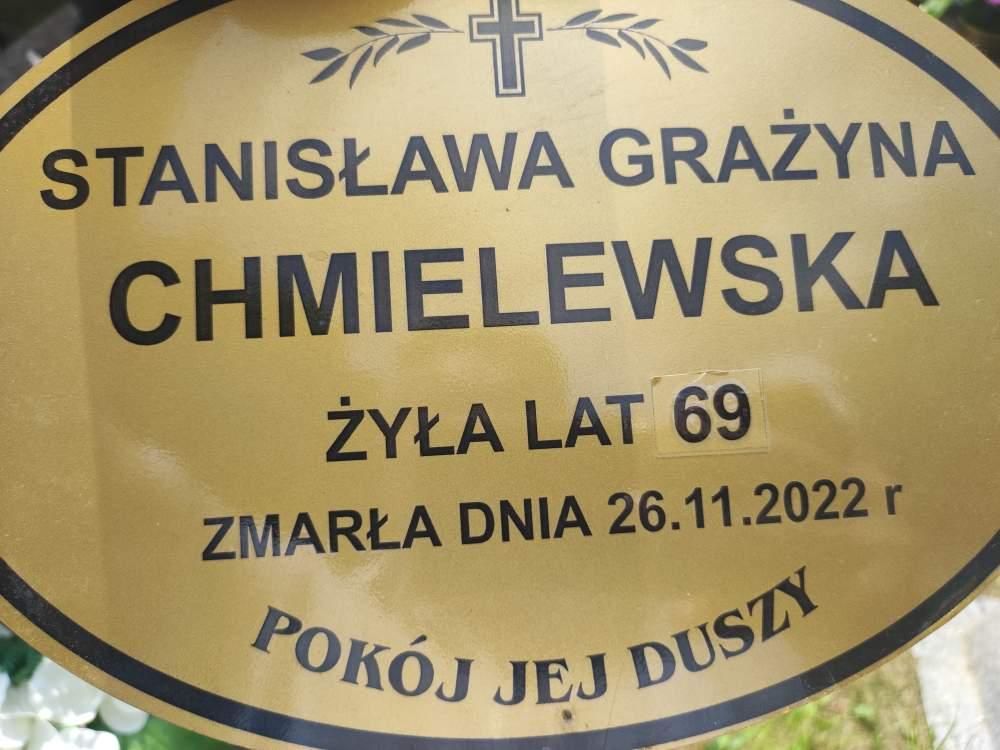 STANISŁAWA GRAŻYNA
CHMIELEWSKA
ŻYŁA LAT 69
ZMARŁA DNIA 26.11.2022 r
POKÓJ JEJ DUSZY